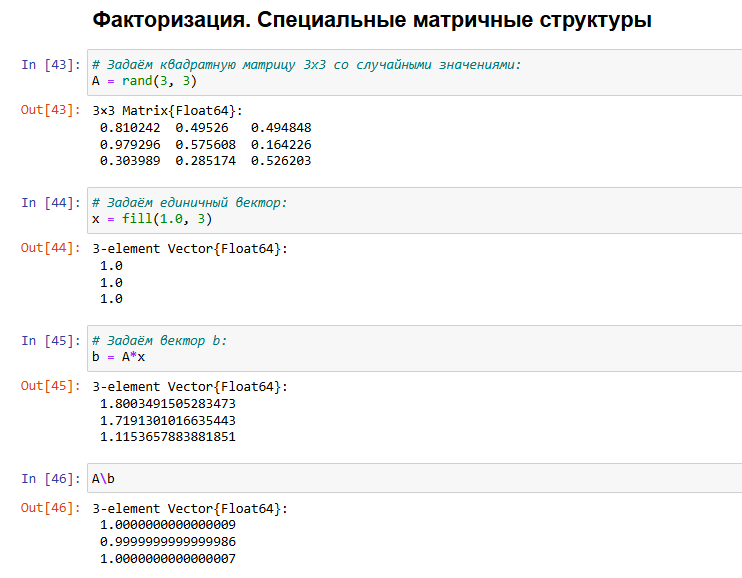 Факторизация. Специальные матричные структуры
In [43]: # Задаём квадратную матрицу 3x3 со случайными значениями:
A = rand(3, 3)
Out[43]: 3×3 Matrix{Float64}:
0.810242  0.49526   0.494848
0.979296  0.575608  0.164226
0.303989  0.285174  0.526203
In [44]: # Задаём единичный вектор:
x = fill(1.0, 3)
Out[44]: 3-element Vector{Float64}:
1.0
1.0
1.0
In [45]: # Задаём вектор b:
b = A*x
Out[45]: 3-element Vector{Float64}:
1.8003491505283473
1.7191301016635443
1.1153657883881851
In [46]: A\b
Out[46]: 3-element Vector{Float64}:
1.0000000000000009
0.9999999999999986
1.0000000000000007